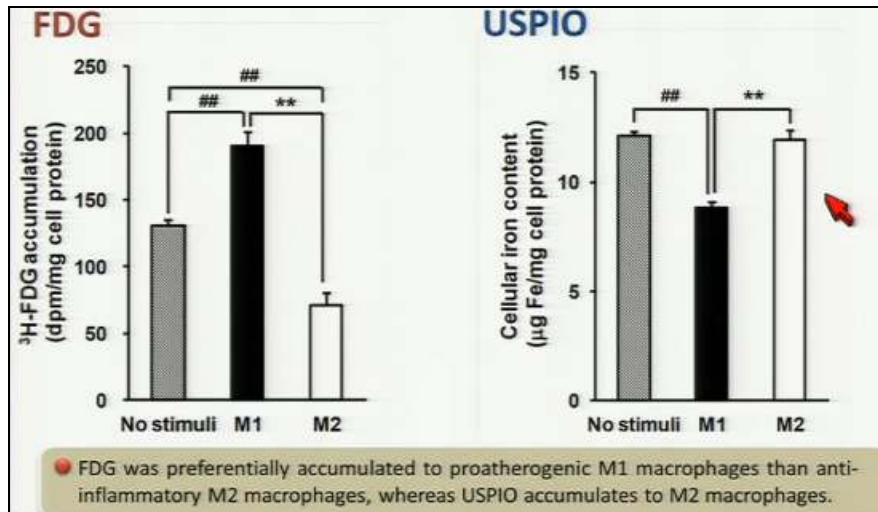 FDG
³H-FDG accumulation
(dpm/mg cell protein)
250
200
150
100
50
0
##
##
**
No stimuli M1 M2
USPIO
Cellular iron content
(μg Fe/mg cell protein)
15
10
5
0
##
**
No stimuli M1 M2
FDG was preferentially accumulated to proatherogenic M1 macrophages than anti-
inflammatory M2 macrophages, whereas USPIO accumulates to M2 macrophages.